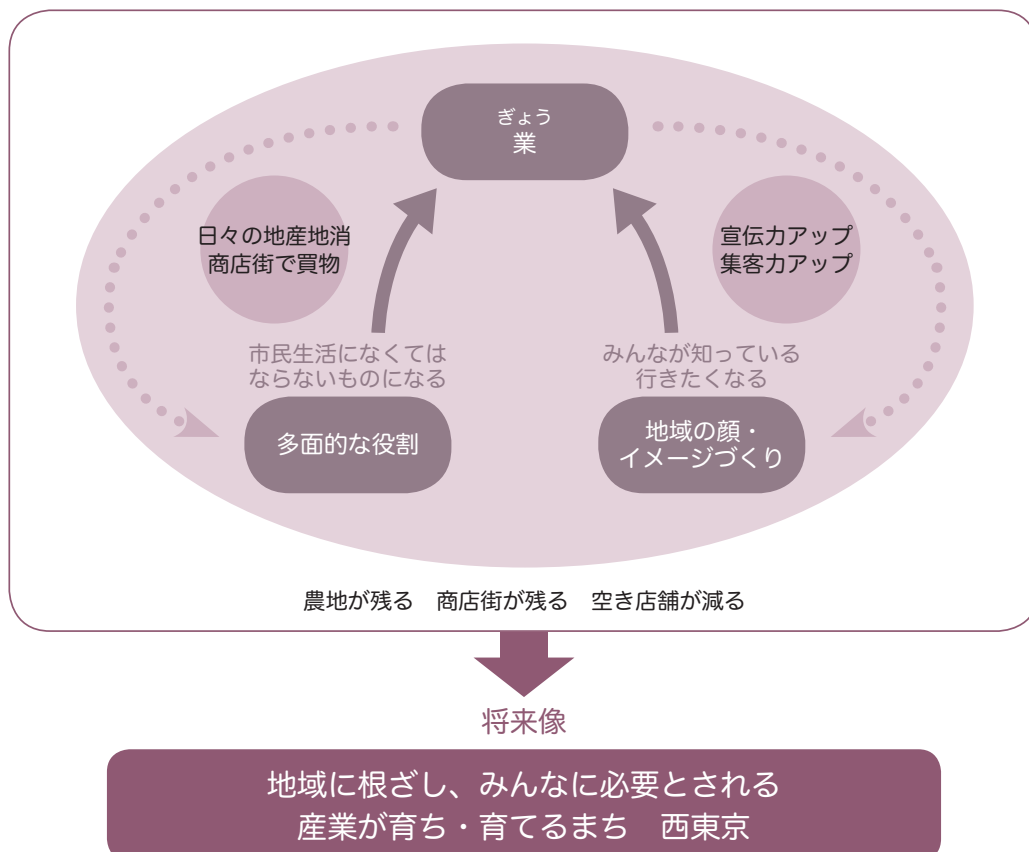 ぎょう
業
日々の地産地消
商店街で買物
宣伝力アップ
集客力アップ
市民生活になくては
ならないものになる
みんなが知っている
行きたくなる
多面的な役割
地域の顔・
イメージづくり
農地が残る　商店街が残る　空き店舗が減る
将来像
地域に根ざし、みんなに必要とされる
産業が育ち・育てるまち　西東京